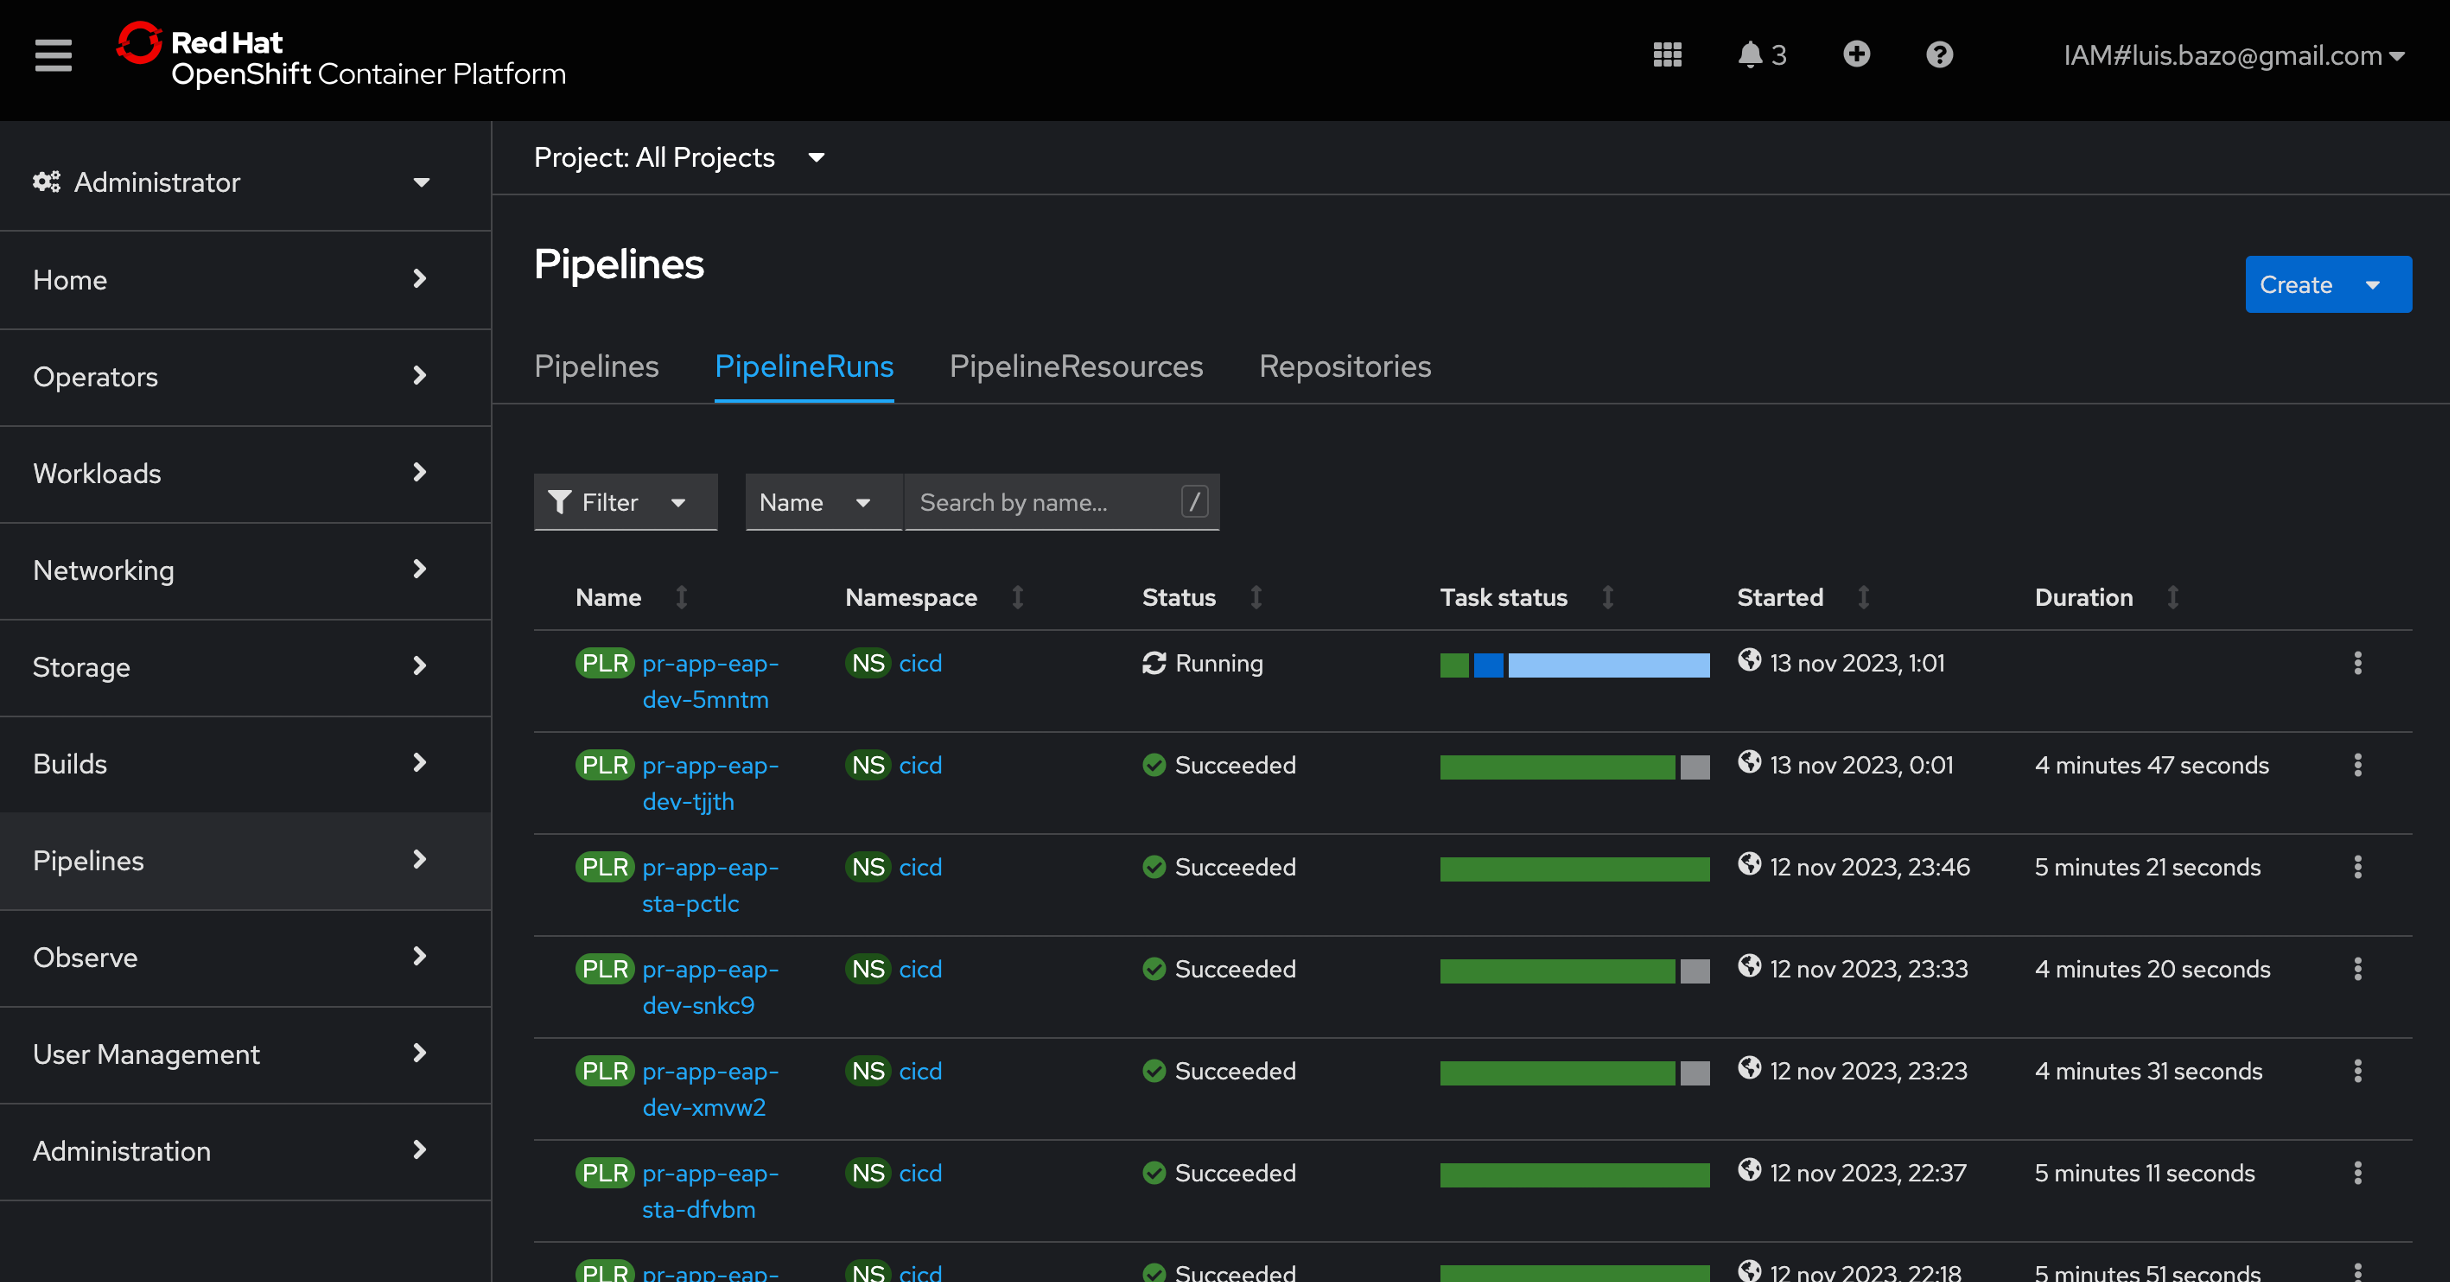 Red Hat
OpenShift Container Platform
3
IAM#luis.bazo@gmail.com
Administrator
Home
Operators
Workloads
Networking
Storage
Builds
Pipelines
Observe
User Management
Administration
Project: All Projects
Pipelines
Create
Pipelines PipelineRuns PipelineResources Repositories
Filter Name Search by name... /
Name Namespace Status Task status Started Duration
PLR pr-app-eap- NS cicd Running 13 nov 2023, 1:01
dev-5mntm
PLR pr-app-eap- NS cicd Succeeded 13 nov 2023, 0:01 4 minutes 47 seconds
dev-tjjth
PLR pr-app-eap- NS cicd Succeeded 12 nov 2023, 23:46 5 minutes 21 seconds
sta-pctlc
PLR pr-app-eap- NS cicd Succeeded 12 nov 2023, 23:33 4 minutes 20 seconds
dev-snkc9
PLR pr-app-eap- NS cicd Succeeded 12 nov 2023, 23:23 4 minutes 31 seconds
dev-xmvw2
PLR pr-app-eap- NS cicd Succeeded 12 nov 2023, 22:37 5 minutes 11 seconds
sta-dfvbm
PLR pr-app-eap- NS cicd Succeeded 12 nov 2023, 22:18 5 minutes 51 seconds